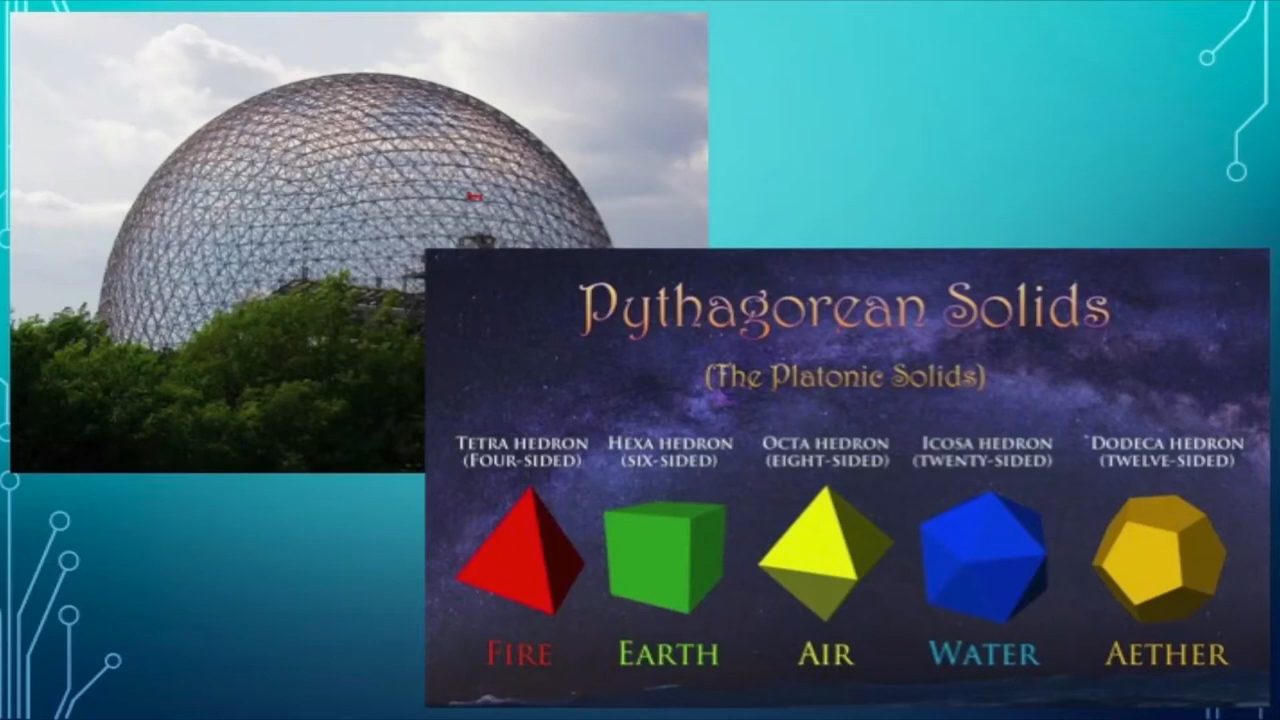 Pythagorean Solids
(The Platonic Solids)
TETRA HEDRON
(FOUR-SIDED)
HEXA HEDRON
(SIX-SIDED)
OCTA HEDRON
(EIGHT-SIDED)
ICOSA HEDRON
(TWENTY-SIDED)
DODECA HEDRON
(TWELVE-SIDED)
FIRE
EARTH
AIR
WATER
AETHER